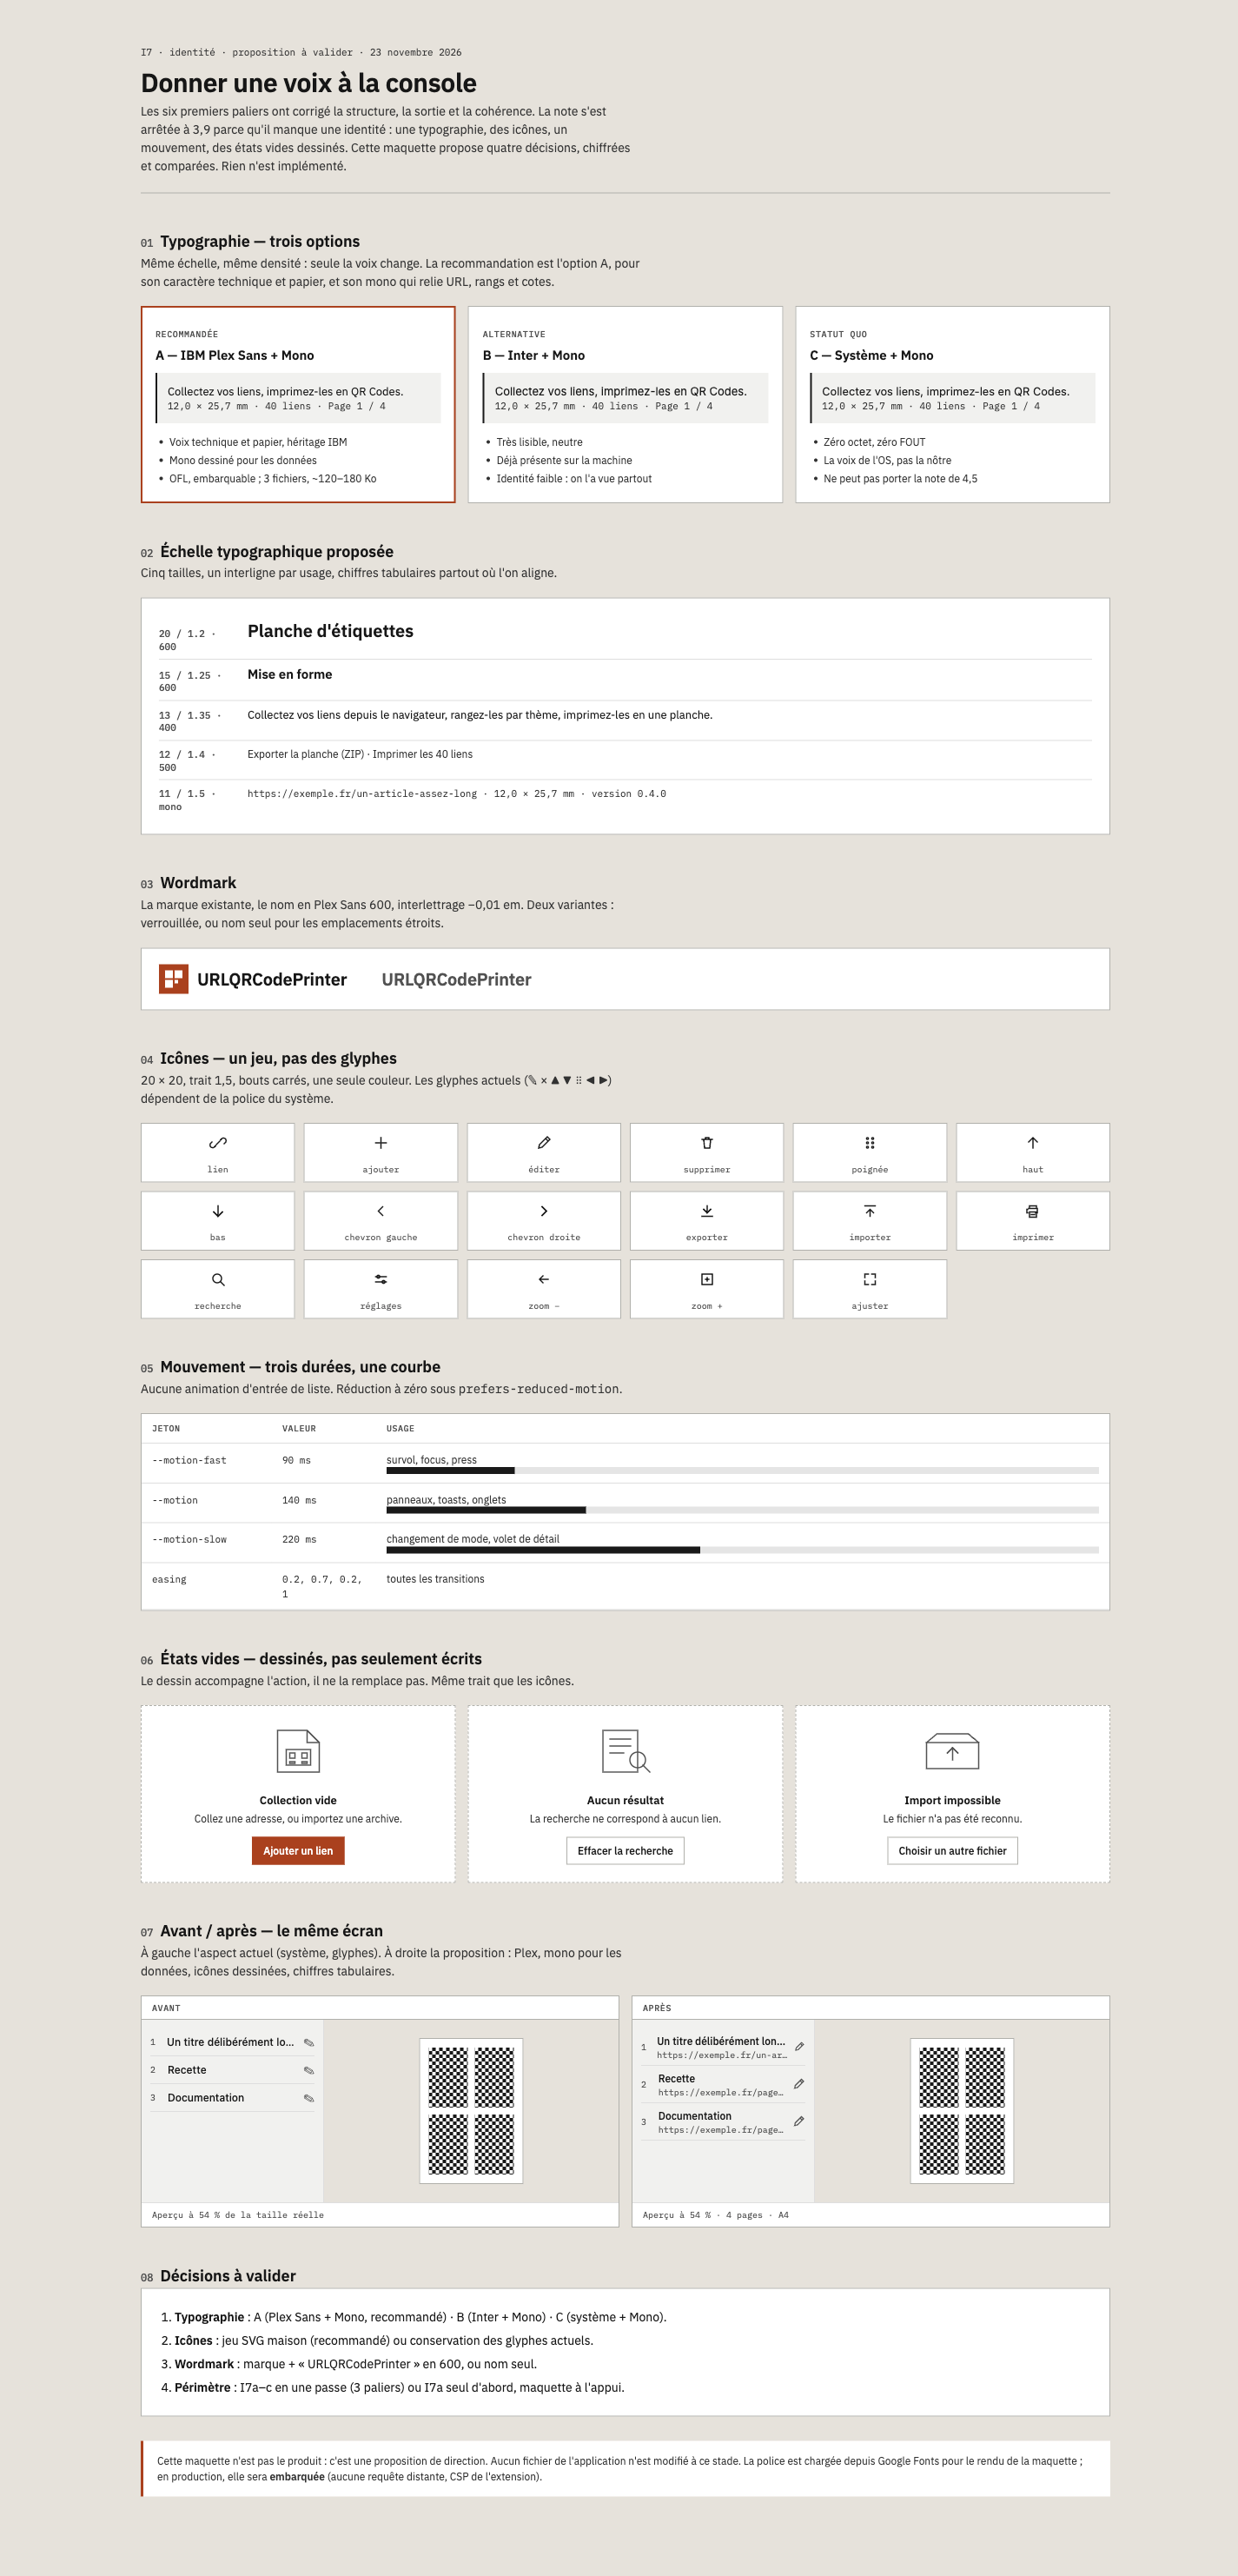 I7 · identité · proposition à valider · 23 novembre 2026
Donner une voix à la console
Les six premiers paliers ont corrigé la structure, la sortie et la cohérence. La note s'est
arrêtée à 3,9 parce qu'il manque une identité : une typographie, des icônes, un
mouvement, des états vides dessinés. Cette maquette propose quatre décisions, chiffrées
et comparées. Rien n'est implémenté.
01 Typographie — trois options
Même échelle, même densité : seule la voix change. La recommandation est l'option A, pour
son caractère technique et papier, et son mono qui relie URL, rangs et cotes.
RECOMMANDÉE
A — IBM Plex Sans + Mono
Collectez vos liens, imprimez-les en QR Codes.
12,0 × 25,7 mm · 40 liens · Page 1 / 4
• Voix technique et papier, héritage IBM
• Mono dessiné pour les données
• OFL, embarquable ; 3 fichiers, ~120–180 Ko
ALTERNATIVE
B — Inter + Mono
Collectez vos liens, imprimez-les en QR Codes.
12,0 × 25,7 mm · 40 liens · Page 1 / 4
• Très lisible, neutre
• Déjà présente sur la machine
• Identité faible : on l'a vue partout
STATUT QUO
C — Système + Mono
Collectez vos liens, imprimez-les en QR Codes.
12,0 × 25,7 mm · 40 liens · Page 1 / 4
• Zéro octet, zéro FOUT
• La voix de l'OS, pas la nôtre
• Ne peut pas porter la note de 4,5
02 Échelle typographique proposée
Cinq tailles, un interligne par usage, chiffres tabulaires partout où l'on aligne.
20 / 1.2 ·
600
Planche d'étiquettes
15 / 1.25 ·
600
Mise en forme
13 / 1.35 ·
400
Collectez vos liens depuis le navigateur, rangez-les par thème, imprimez-les en une planche.
12 / 1.4 ·
500
Exporter la planche (ZIP) · Imprimer les 40 liens
11 / 1.5 ·
mono
https://exemple.fr/un-article-assez-long · 12,0 × 25,7 mm · version 0.4.0
03 Wordmark
La marque existante, le nom en Plex Sans 600, interlettrage −0,01 em. Deux variantes :
verrouillée, ou nom seul pour les emplacements étroits.
URLQRCodePrinter
URLQRCodePrinter
04 Icônes — un jeu, pas des glyphes
20 × 20, trait 1,5, bouts carrés, une seule couleur. Les glyphes actuels (✎ × ▲ ▼ ⠿ ◀ ▶)
dépendent de la police du système.
lien
ajouter
éditer
supprimer
poignée
haut
bas
chevron gauche
chevron droite
exporter
importer
imprimer
recherche
réglages
zoom −
zoom +
ajuster
05 Mouvement — trois durées, une courbe
Aucune animation d'entrée de liste. Réduction à zéro sous prefers-reduced-motion.
JETON VALEUR USAGE
--motion-fast 90 ms survol, focus, press
--motion 140 ms panneaux, toasts, onglets
--motion-slow 220 ms changement de mode, volet de détail
easing 0.2, 0.7, 0.2, toutes les transitions
1
06 États vides — dessinés, pas seulement écrits
Le dessin accompagne l'action, il ne la remplace pas. Même trait que les icônes.
Collection vide
Collez une adresse, ou importez une archive.
Ajouter un lien
Aucun résultat
La recherche ne correspond à aucun lien.
Effacer la recherche
Import impossible
Le fichier n'a pas été reconnu.
Choisir un autre fichier
07 Avant / après — le même écran
À gauche l'aspect actuel (système, glyphes). À droite la proposition : Plex, mono pour les
données, icônes dessinées, chiffres tabulaires.
AVANT
1 Un titre délibérément lo… ✎
2 Recette ✎
3 Documentation ✎
Aperçu à 54 % de la taille réelle
APRÈS
1 Un titre délibérément lon…
https://exemple.fr/un-ar…
2 Recette
https://exemple.fr/page…
3 Documentation
https://exemple.fr/page…
Aperçu à 54 % · 4 pages · A4
08 Décisions à valider
1. Typographie : A (Plex Sans + Mono, recommandé) · B (Inter + Mono) · C (système + Mono).
2. Icônes : jeu SVG maison (recommandé) ou conservation des glyphes actuels.
3. Wordmark : marque + « URLQRCodePrinter » en 600, ou nom seul.
4. Périmètre : I7a–c en une passe (3 paliers) ou I7a seul d'abord, maquette à l'appui.
Cette maquette n'est pas le produit : c'est une proposition de direction. Aucun fichier de l'application n'est modifié à ce stade. La police est chargée depuis Google Fonts pour le rendu de la maquette ;
en production, elle sera embarquée (aucune requête distante, CSP de l'extension).